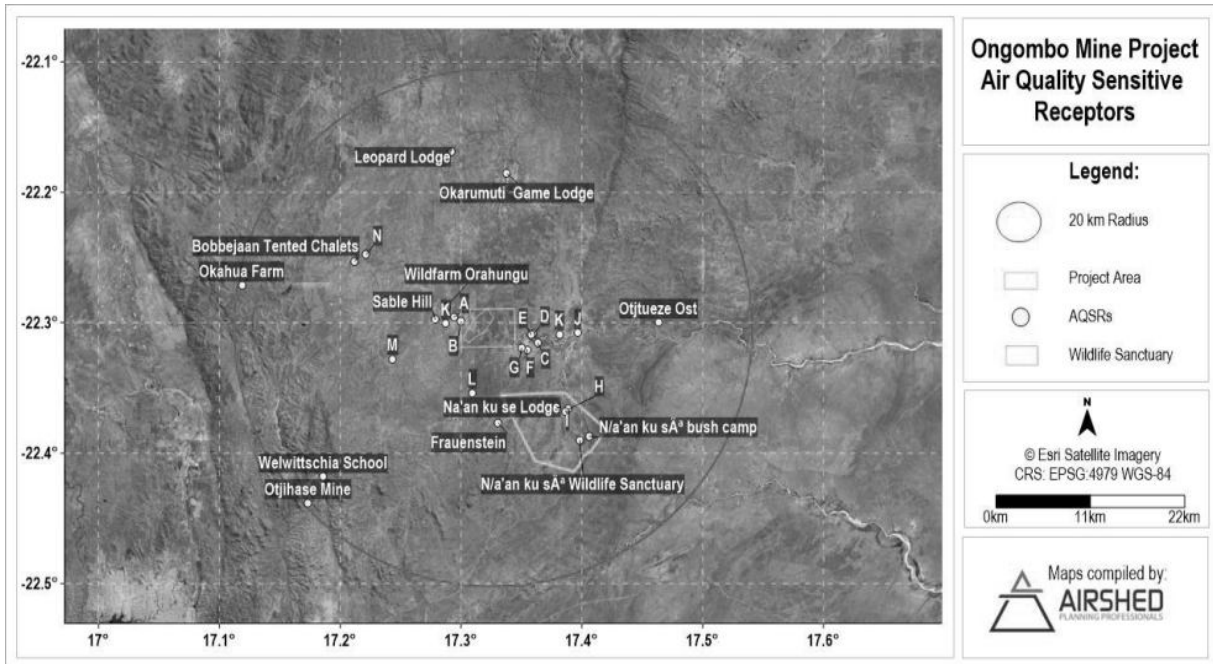 Ongombo Mine Project
Air Quality Sensitive
Receptors
Legend:
20 km Radius
Project Area
AQSRs
Wildlife Sanctuary
N
© Esri Satellite Imagery
CRS: EPSG:4979 WGS-84
0km 11km 22km
Maps compiled by:
AIRSHED
PLANNING PROFESSIONALS
-22.1°
-22.2°
-22.3°
-22.4°
-22.5°
17° 17.1° 17.2° 17.3° 17.4° 17.5° 17.6°
Leopard Lodge
Okarumuti Game Lodge
N
Bobbejaan Tented Chalets
Okahua Farm
Wildfarm Orahungu
Sable Hill
K A
E D K J
Otjtueze Ost
M B
G F C
L
H
Na'an ku se Lodge
I
Frauenstein
N/a'an ku sÃª bush camp
Welwittschia School
N/a'an ku sÃª Wildlife Sanctuary
Otjihase Mine